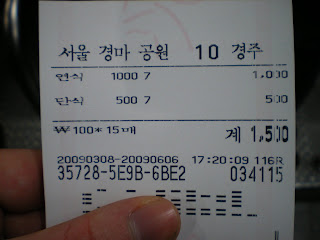 서울 경마 공원 10 경주
연식 1000 7 1,000
단식 500 7 500
₩100* 15매 계 1,500
20090308-20090606 17:20:09 116R
35728-5E9B-6BE2 034115